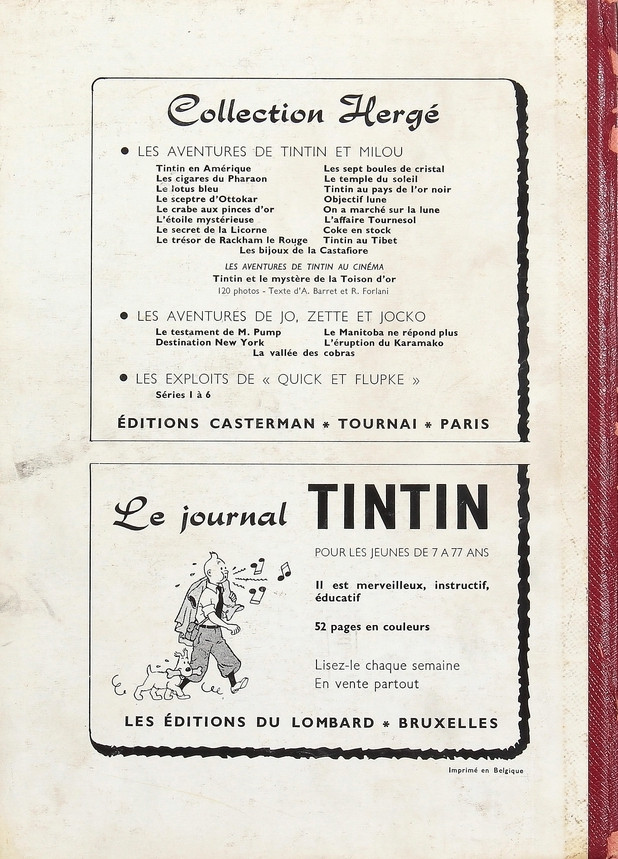 Collection Hergé
● LES AVENTURES DE TINTIN ET MILOU
Tintin en Amérique
Les cigares du Pharaon
Le lotus bleu
Le sceptre d'Ottokar
Le crabe aux pinces d'or
L'étoile mystérieuse
Le secret de la Licorne
Le trésor de Rackham le Rouge
Les sept boules de cristal
Le temple du soleil
Tintin au pays de l'or noir
Objectif lune
On a marché sur la lune
L'affaire Tournesol
Coke en stock
Tintin au Tibet
Les bijoux de la Castafiore
LES AVENTURES DE TINTIN AU CINÉMA
Tintin et le mystère de la Toison d'or
120 photos - Texte d'A. Barret et R. Forlani
● LES AVENTURES DE JO, ZETTE ET JOCKO
Le testament de M. Pump
Destination New York
Le Manitoba ne répond plus
L'éruption du Karamako
La vallée des cobras
● LES EXPLOITS DE « QUICK ET FLUPKE »
Séries 1 à 6
ÉDITIONS CASTERMAN * TOURNAI * PARIS
Le journal TINTIN
POUR LES JEUNES DE 7 A 77 ANS
Il est merveilleux, instructif,
éducatif
52 pages en couleurs
Lisez-le chaque semaine
En vente partout
LES ÉDITIONS DU LOMBARD * BRUXELLES
Imprimé en Belgique